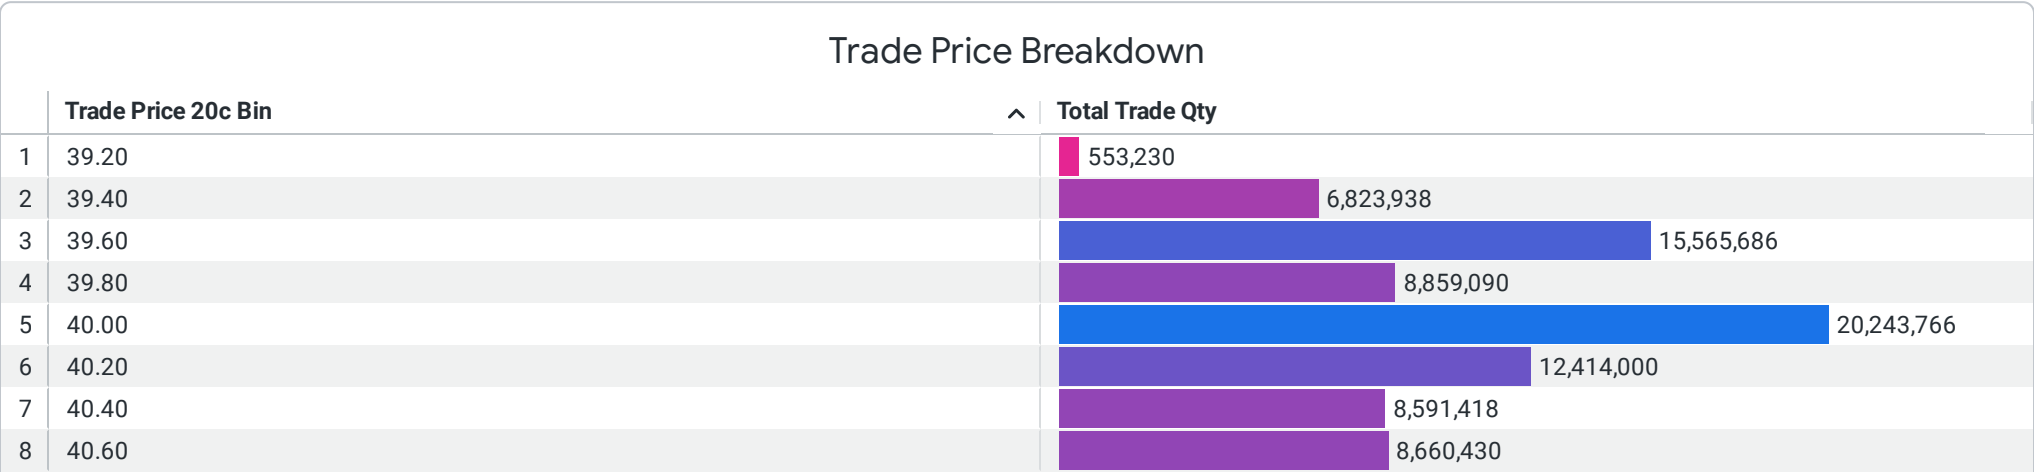 Trade Price Breakdown
Trade Price 20c Bin Total Trade Qty
1 39.20 553,230
2 39.40 6,823,938
3 39.60 15,565,686
4 39.80 8,859,090
5 40.00 20,243,766
6 40.20 12,414,000
7 40.40 8,591,418
8 40.60 8,660,430